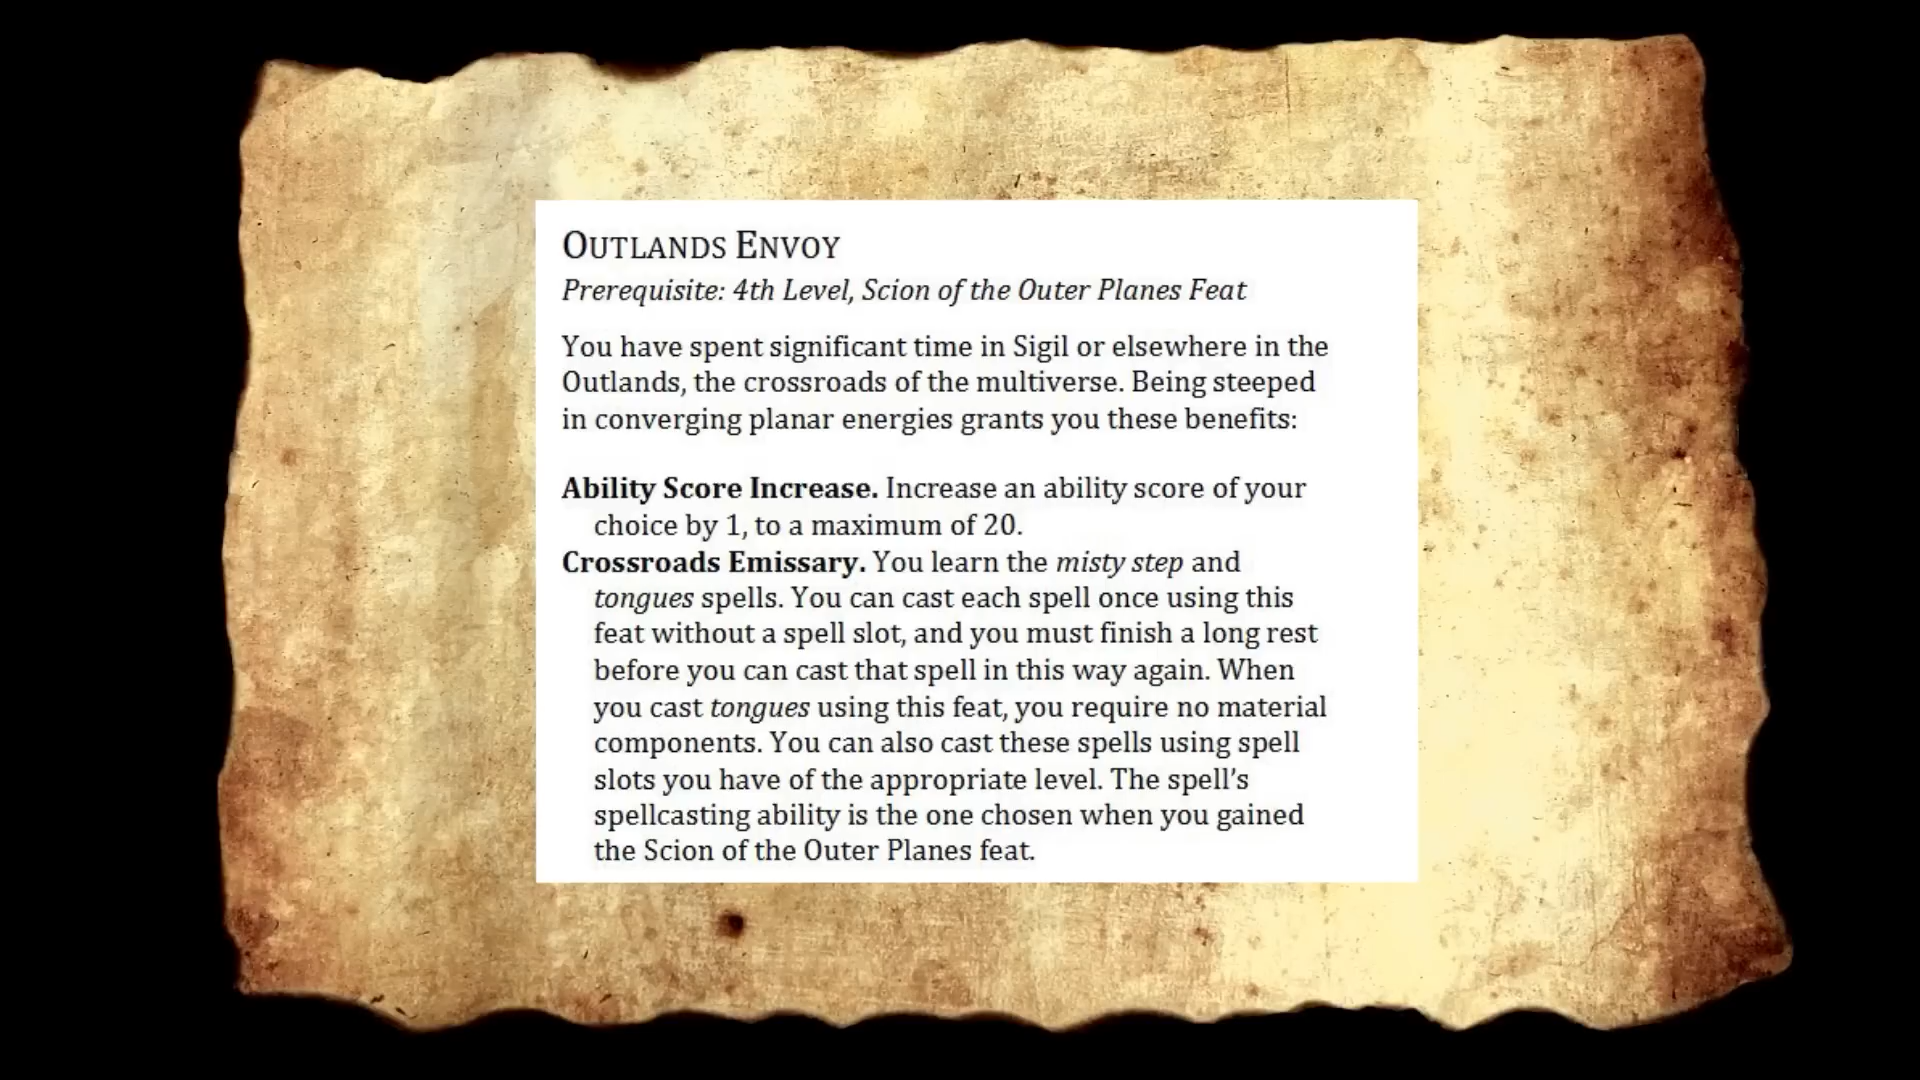 OUTLANDS ENVOY
Prerequisite: 4th Level, Scion of the Outer Planes Feat
You have spent significant time in Sigil or elsewhere in the
Outlands, the crossroads of the multiverse. Being steeped
in converging planar energies grants you these benefits:
Ability Score Increase. Increase an ability score of your
choice by 1, to a maximum of 20.
Crossroads Emissary. You learn the misty step and
tongues spells. You can cast each spell once using this
feat without a spell slot, and you must finish a long rest
before you can cast that spell in this way again. When
you cast tongues using this feat, you require no material
components. You can also cast these spells using spell
slots you have of the appropriate level. The spell’s
spellcasting ability is the one chosen when you gained
the Scion of the Outer Planes feat.